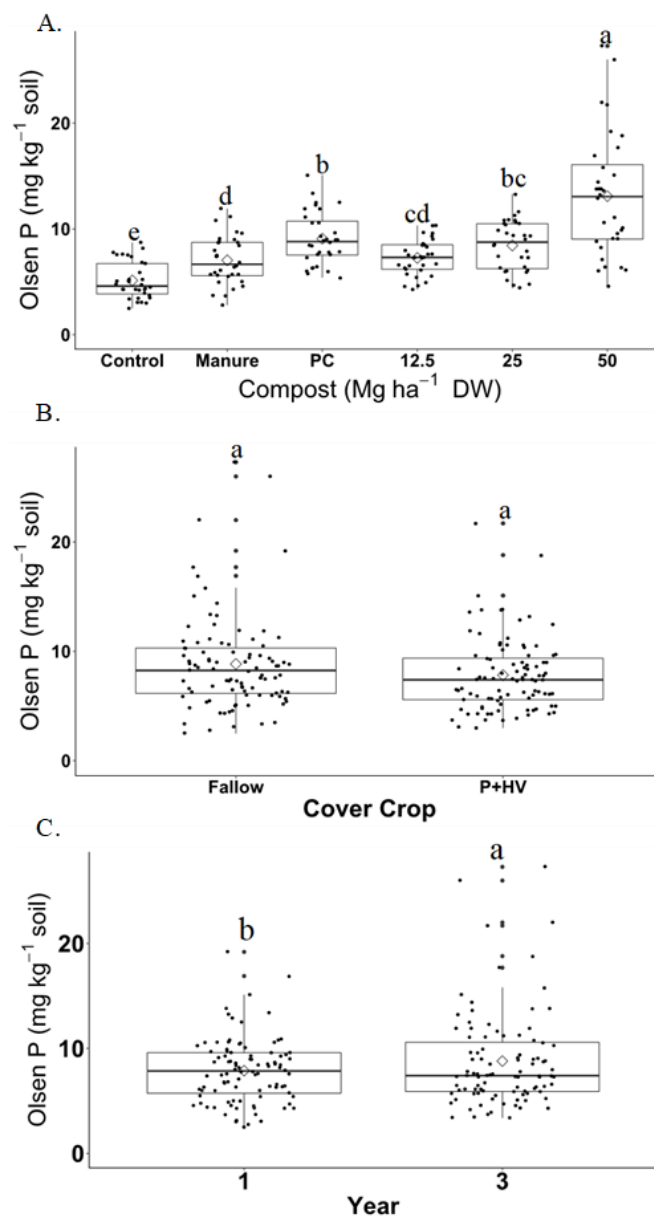 A.
a
b
d
bc
cd
e
20
10
0
Olsen P (mg kg⁻¹ soil)
Control Manure PC 12.5 25 50
Compost (Mg ha⁻¹ DW)
B.
a
a
20
10
0
Olsen P (mg kg⁻¹ soil)
Fallow P+HV
Cover Crop
C.
a
b
20
10
0
Olsen P (mg kg⁻¹ soil)
1 3
Year